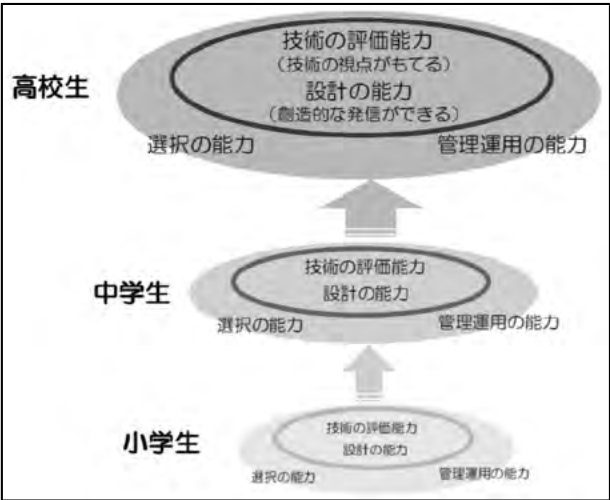 技術の評価能力
（技術の視点がもてる）
高校生
設計の能力
（創造的な発信ができる）
選択の能力
管理運用の能力
技術の評価能力
中学生
設計の能力
選択の能力
管理運用の能力
技術の評価能力
小学生
設計の能力
選択の能力
管理運用の能力